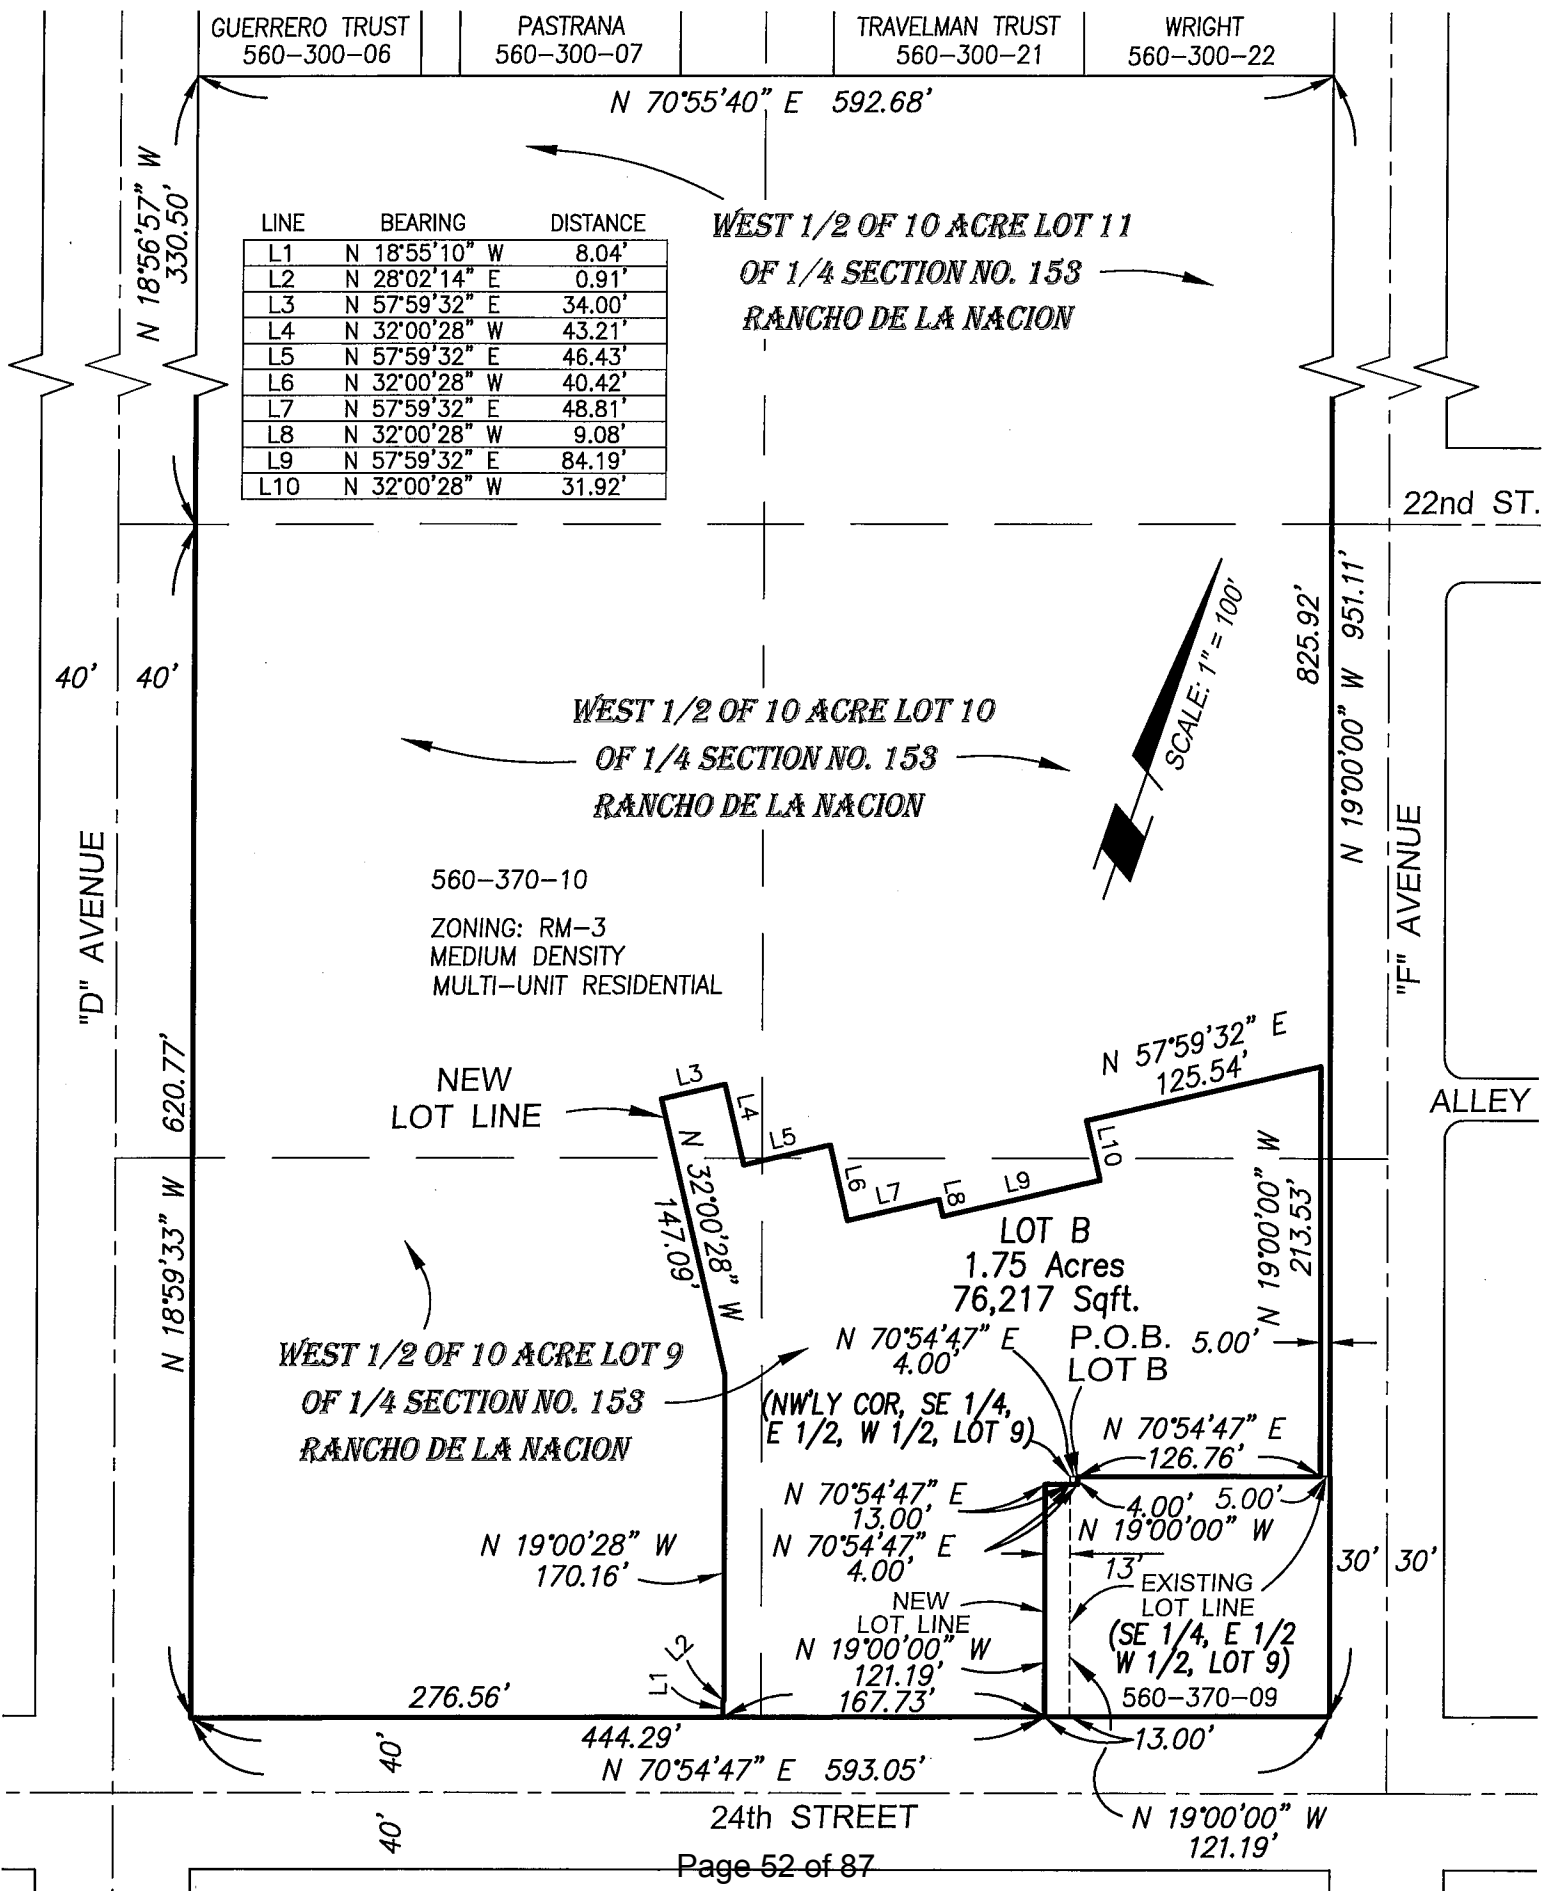 GUERRERO TRUST
560-300-06
PASTRANA
560-300-07
TRAVELMAN TRUST
560-300-21
WRIGHT
560-300-22
N 70°55'40" E 592.68'
N 18°56'57" W
330.50'
LINE BEARING DISTANCE
L1 N 18°55'10" W 8.04'
L2 N 28°02'14" E 0.91'
L3 N 57°59'32" E 34.00'
L4 N 32°00'28" W 43.21'
L5 N 57°59'32" E 46.43'
L6 N 32°00'28" W 40.42'
L7 N 57°59'32" E 48.81'
L8 N 32°00'28" W 9.08'
L9 N 57°59'32" E 84.19'
L10 N 32°00'28" W 31.92'
WEST 1/2 OF 10 ACRE LOT 11
OF 1/4 SECTION NO. 153
RANCHO DE LA NACION
22nd ST.
825.92'
N 19°00'00" W 951.11'
SCALE: 1" = 100'
40'
40'
WEST 1/2 OF 10 ACRE LOT 10
OF 1/4 SECTION NO. 153
RANCHO DE LA NACION
"D" AVENUE
"F" AVENUE
560-370-10
ZONING: RM-3
MEDIUM DENSITY
MULTI-UNIT RESIDENTIAL
N 18°59'33" W 620.77'
NEW
LOT LINE
L3
L4
L5
L6
L7
L8
L9
L10
N 57°59'32" E
125.54'
ALLEY
N 32°00'28" W
147.09'
N 19°00'00" W
213.53'
LOT B
1.75 Acres
76,217 Sqft.
WEST 1/2 OF 10 ACRE LOT 9
OF 1/4 SECTION NO. 153
RANCHO DE LA NACION
N 70°54'47" E
4.00'
P.O.B.
LOT B
5.00'
(NW'LY COR, SE 1/4,
E 1/2, W 1/2, LOT 9)
N 70°54'47" E
126.76'
N 70°54'47" E
13.00'
4.00'
5.00'
N 19°00'00" W
N 70°54'47" E
4.00'
13'
N 19°00'28" W
170.16'
30'
30'
NEW
LOT LINE
EXISTING
LOT LINE
(SE 1/4, E 1/2
W 1/2, LOT 9)
N 19°00'00" W
121.19'
L1
L2
276.56'
167.73'
560-370-09
444.29'
13.00'
40'
N 70°54'47" E 593.05'
24th STREET
40'
N 19°00'00" W
121.19'
Page 52 of 87